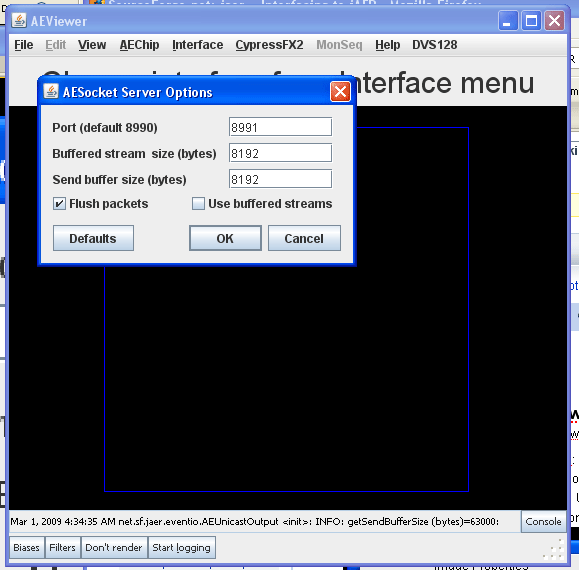 AEViewer
File Edit View AEChip Interface CypressFX2 MonSeq Help DVS128
Interface menu
AESocket Server Options
Port (default 8990) 8991
Buffered stream size (bytes) 8192
Send buffer size (bytes) 8192
Flush packets Use buffered streams
Defaults OK Cancel
Mar 1, 2009 4:34:35 AM net.sf.jaer.eventio.AEUnicastOutput <init>: INFO: getSendBufferSize (bytes)=63000:
Console
Biases Filters Don't render Start logging
Image Properties